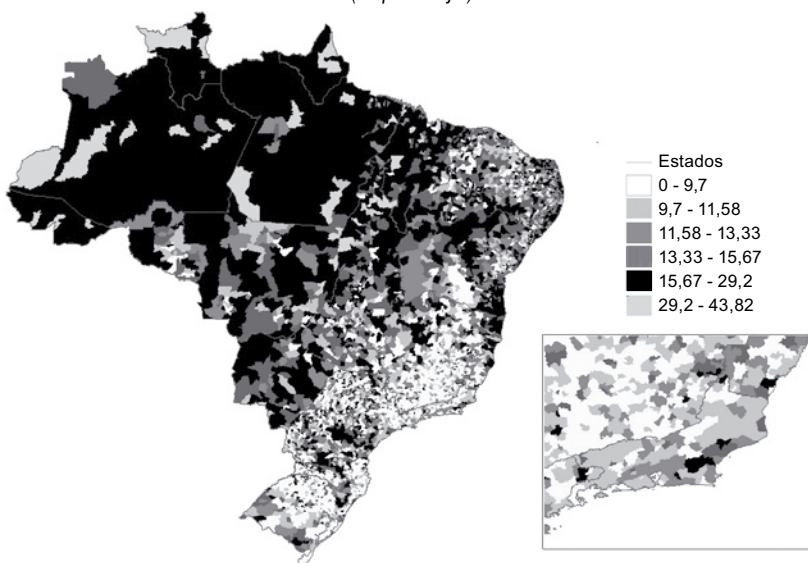 Estados
0 - 9,7
9,7 - 11,58
11,58 - 13,33
13,33 - 15,67
15,67 - 29,2
29,2 - 43,82